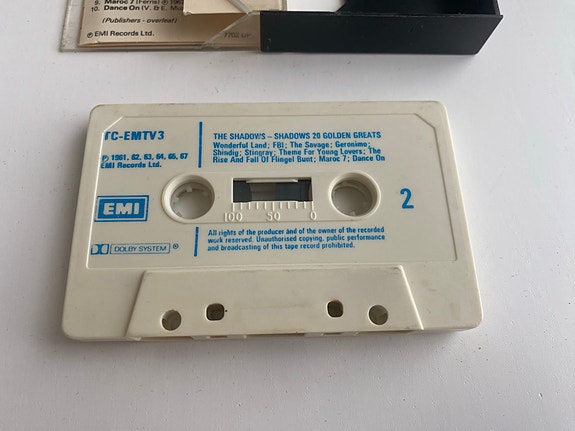 9. Maroc 7 (Ferris) ℗
10. Dance On (V. & E.
(Publishers - overleaf)
℗ EMI Records Ltd.
7702 UP
TC-EMTV3
℗ 1961, 62, 63, 64, 65, 67
EMI Records Ltd.
THE SHADOWS – SHADOWS 20 GOLDEN GREATS
Wonderful Land; FBI; The Savage; Geronimo;
Shindig; Stingray; Theme For Young Lovers; The
Rise And Fall Of Flingel Bunt; Maroc 7; Dance On
EMI
2
100 50 0
DOLBY SYSTEM ®
All rights of the producer and of the owner of the recorded
work reserved. Unauthorised copying, public performance
and broadcasting of this tape record prohibited.